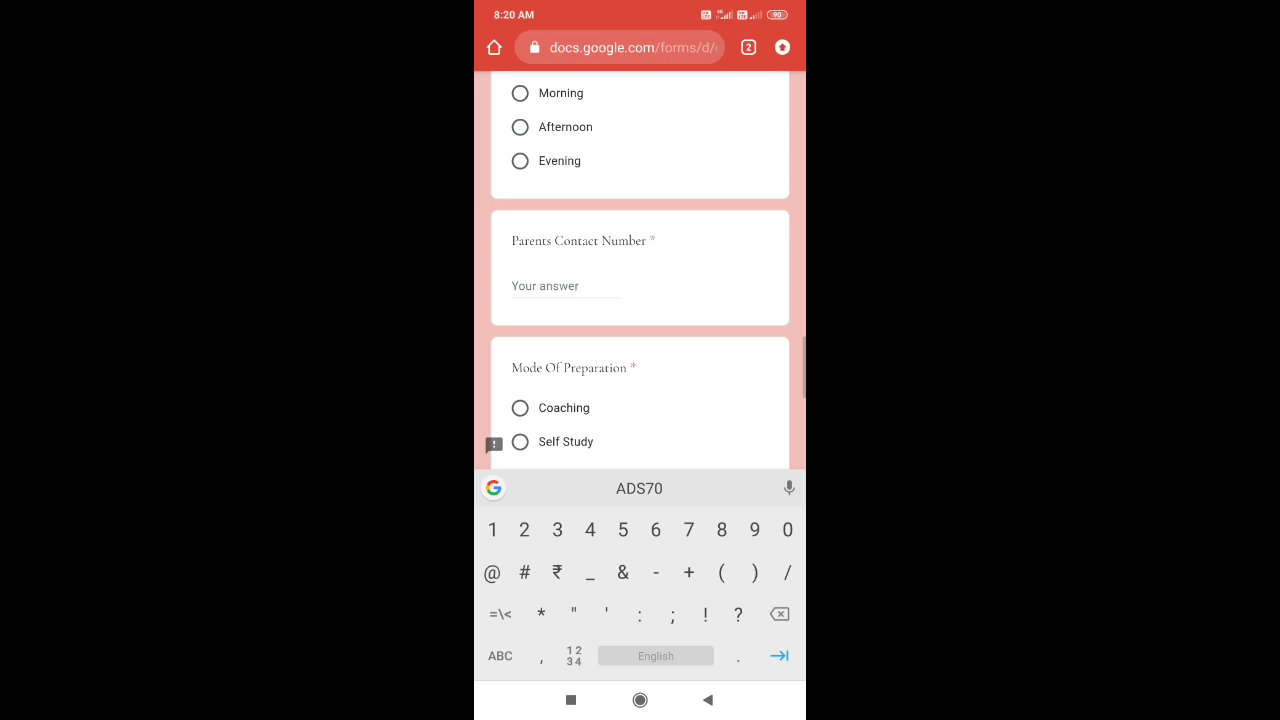 8:20 AM
90
docs.google.com/forms/d/
2
Morning
Afternoon
Evening
Parents Contact Number *
Your answer
Mode Of Preparation *
Coaching
Self Study
ADS70
1 2 3 4 5 6 7 8 9 0
@ # ₹ _ & - + ( ) /
=\< * " ' : ; ! ?
ABC , 12 34 English .